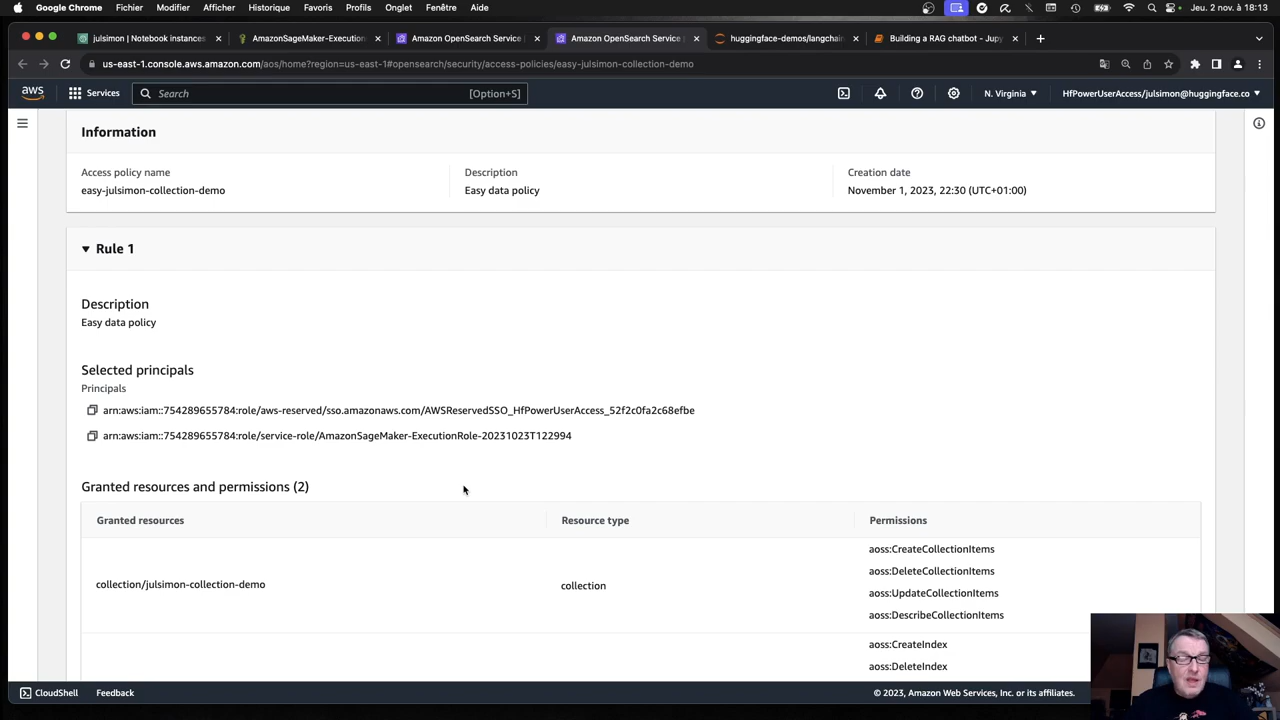 Google Chrome Fichier Modifier Affichage Historique Favoris Profils Onglet Fenêtre Aide Jeu. 2 nov. à 18:13
julsimon | Notebook instances AmazonSageMaker-Execution Amazon OpenSearch Service Amazon OpenSearch Service huggingface-demos/langchain Building a RAG chatbot - Jup
us-east-1.console.aws.amazon.com/aos/home?region=us-east-1#opensearch/security/access-policies/easy-julsimon-collection-demo
aws Services Search [Option+S] N. Virginia HfPowerUserAccess/julsimon@huggingface.co
Information
Access policy name Description Creation date
easy-julsimon-collection-demo Easy data policy November 1, 2023, 22:30 (UTC+01:00)
Rule 1
Description
Easy data policy
Selected principals
Principals
arn:aws:iam::754289655784:role/aws-reserved/sso.amazonaws.com/AWSReservedSSO_HfPowerUserAccess_52f2c0fa2c68efbe
arn:aws:iam::754289655784:role/service-role/AmazonSageMaker-ExecutionRole-20231023T122994
Granted resources and permissions (2)
Granted resources Resource type Permissions
aoss:CreateCollectionItems
aoss:DeleteCollectionItems
collection/julsimon-collection-demo collection
aoss:UpdateCollectionItems
aoss:DescribeCollectionItems
aoss:CreateIndex
aoss:DeleteIndex
CloudShell Feedback © 2023, Amazon Web Services, Inc. or its affiliates.